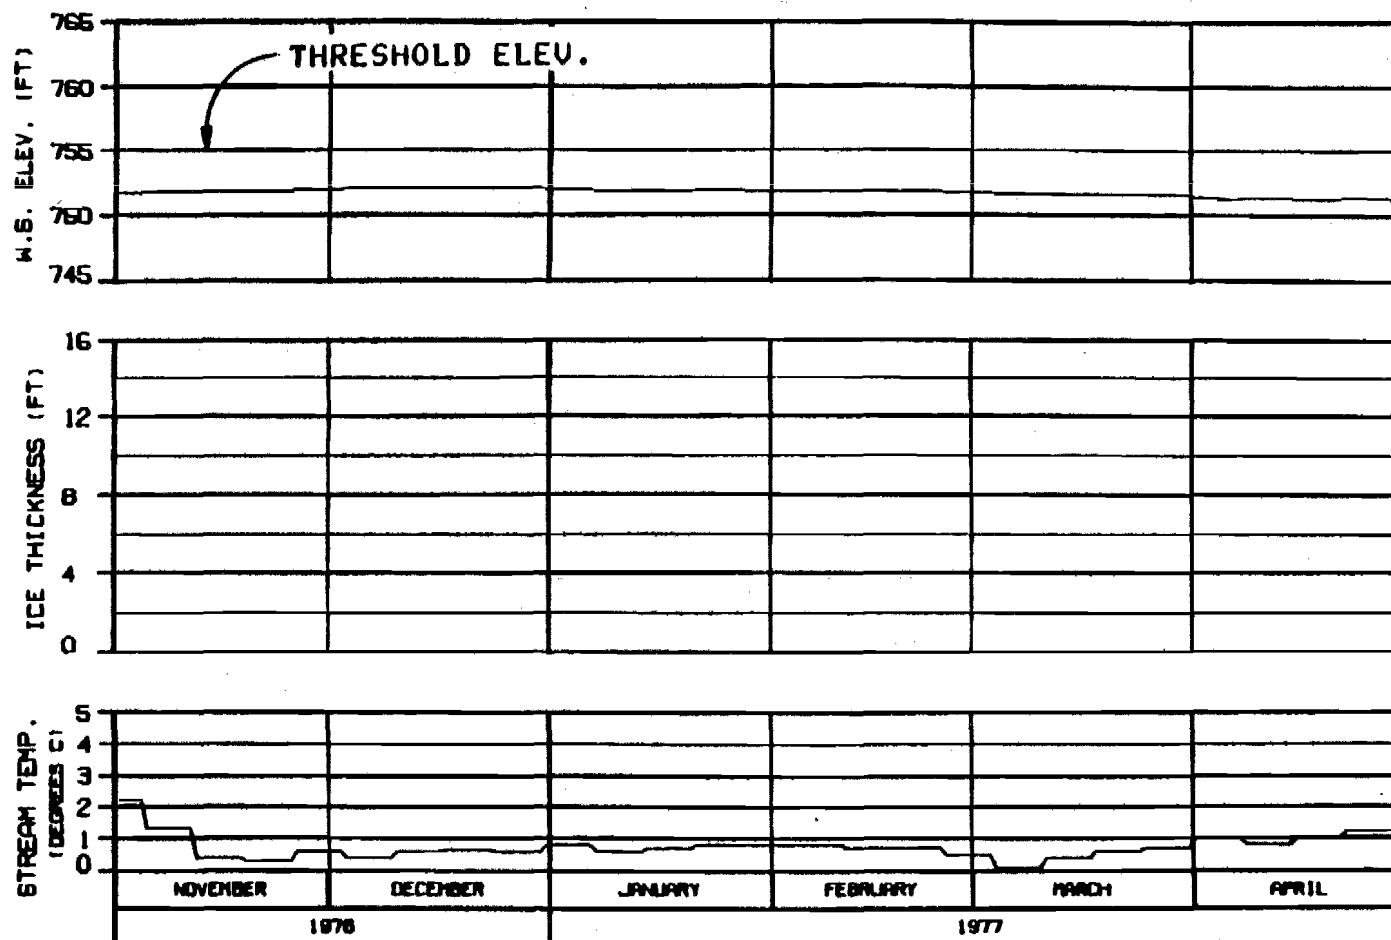 765
THRESHOLD ELEV.
760
755
750
745
W.S. ELEV. (FT)
16
12
8
4
0
ICE THICKNESS (FT)
5
4
3
2
1
0
STREAM TEMP.
(DEGREES C)
NOVEMBER DECEMBER JANUARY FEBRUARY MARCH APRIL
1976 1977